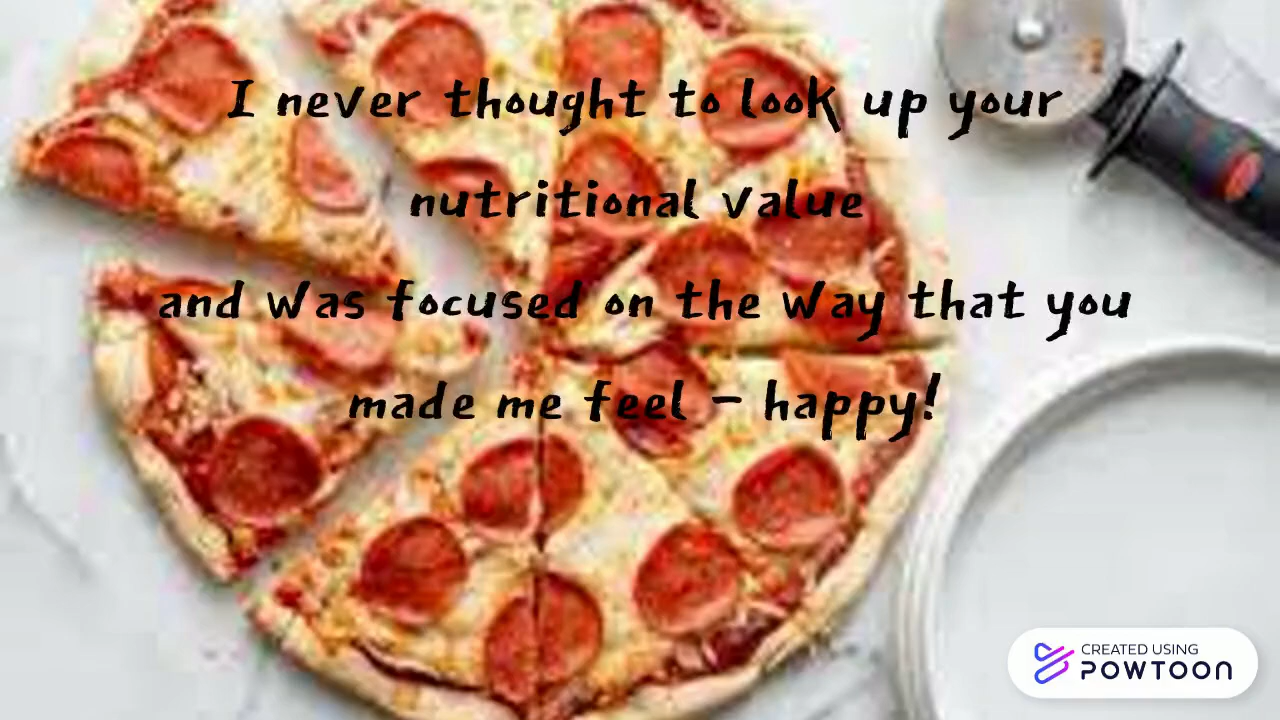 I never thought to look up your
nutritional value
and was focused on the way that you
made me feel - happy!
CREATED USING
POWTOON